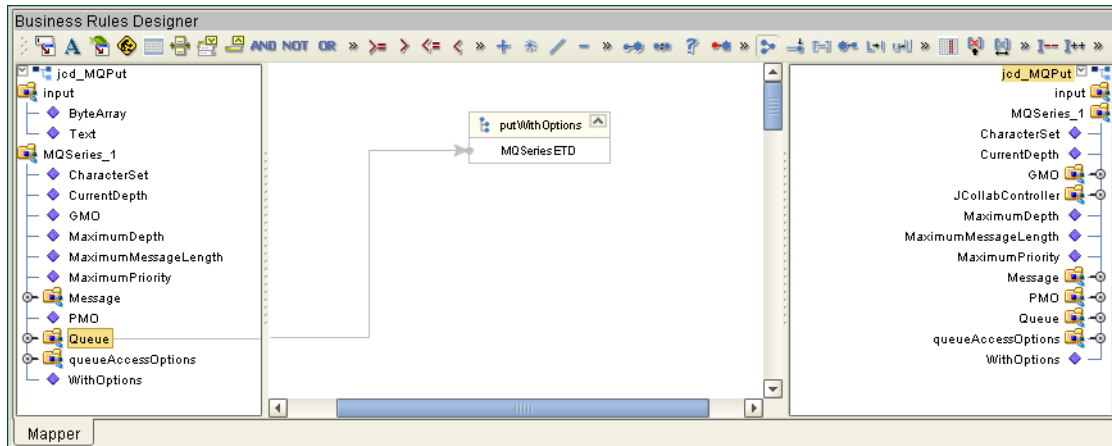 Business Rules Designer
A AND NOT OR » >= > <= < » + * / - » ? » » I-- I++ »
jcd_MQPut
input
ByteArray
Text
MQSeries_1
CharacterSet
CurrentDepth
GMO
MaximumDepth
MaximumMessageLength
MaximumPriority
Message
PMO
Queue
queueAccessOptions
WithOptions
putWithOptions
MQSeriesETD
jcd_MQPut
input
MQSeries_1
CharacterSet
CurrentDepth
GMO
JCollabController
MaximumDepth
MaximumMessageLength
MaximumPriority
Message
PMO
Queue
queueAccessOptions
WithOptions
Mapper